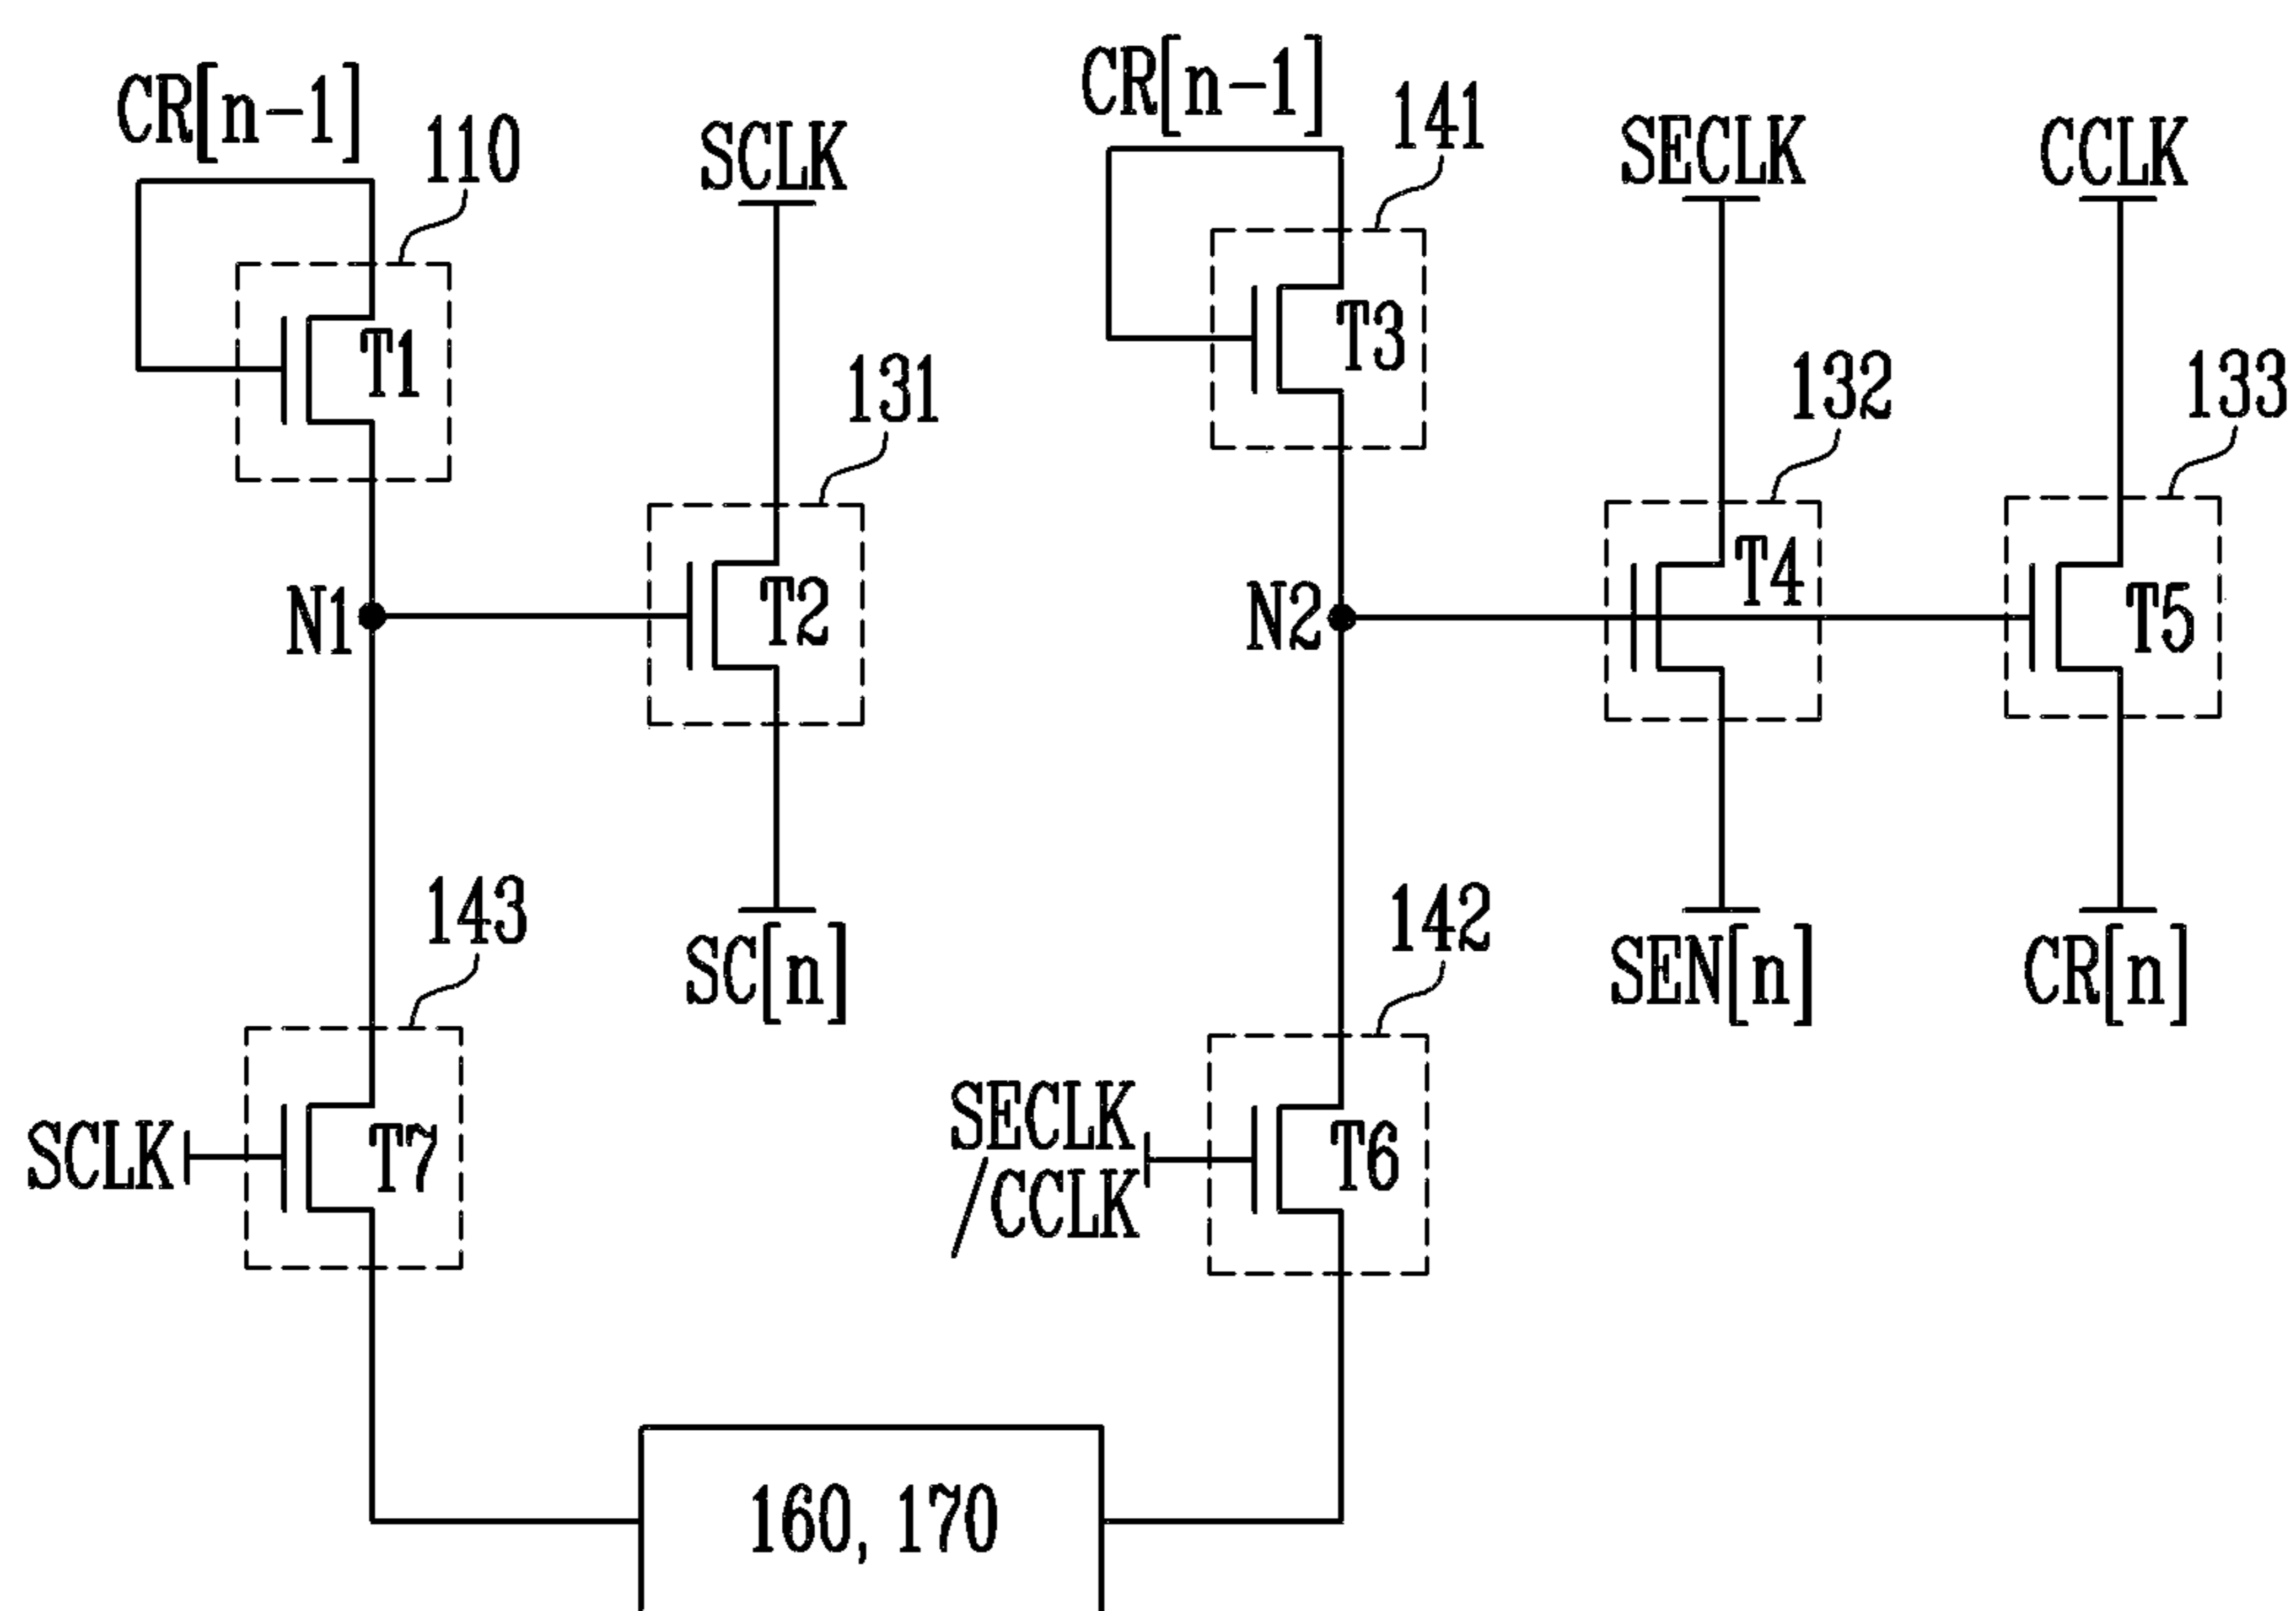 CR[n-1]
110
SCLK
CR[n-1]
141
SECLK
CCLK
T1
131
T3
132
133
N1
T2
N2
T4
T5
143
SC[n]
142
SEN[n]
CR[n]
SCLK
T7
SECLK
/CCLK
T6
160, 170